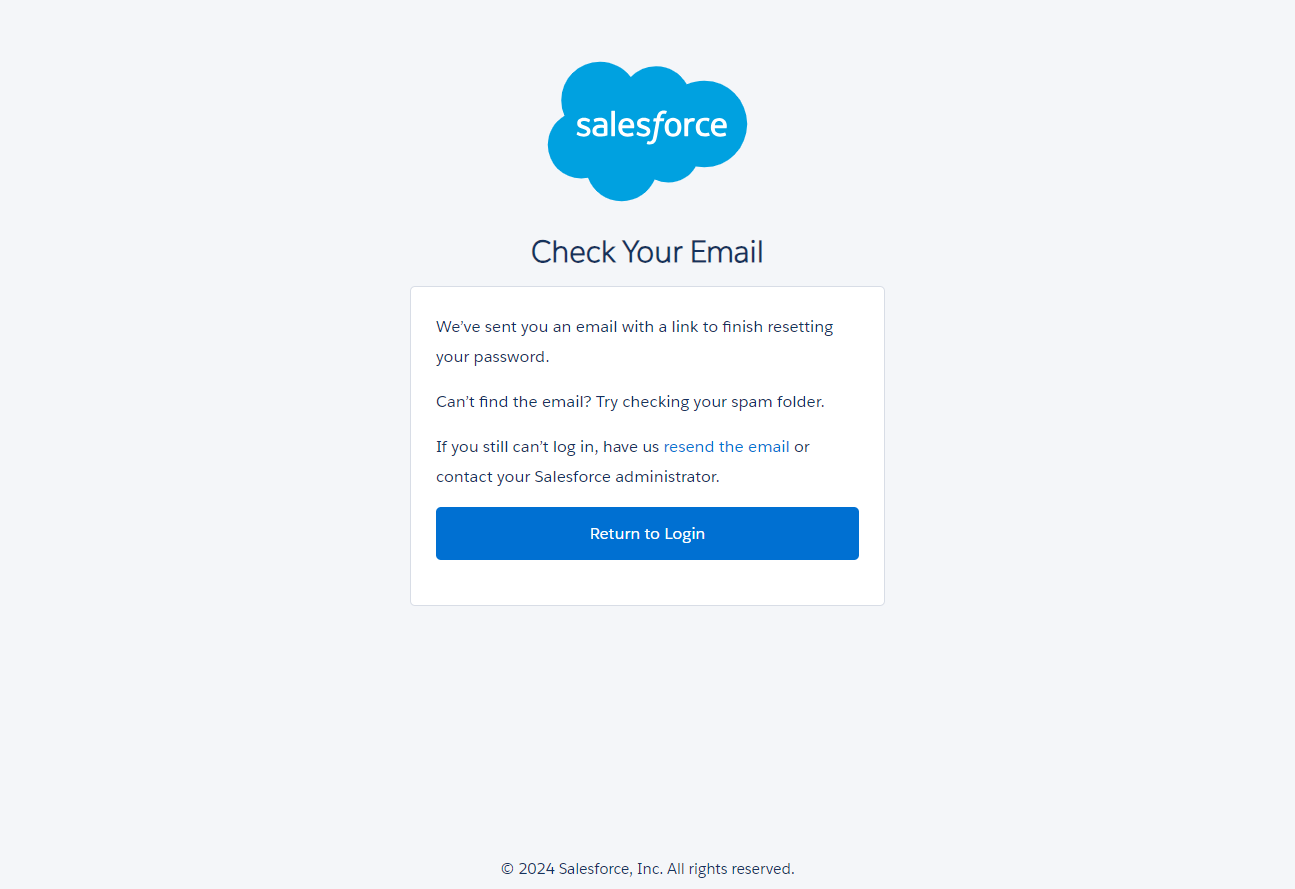 salesforce
Check Your Email
We’ve sent you an email with a link to finish resetting
your password.
Can’t find the email? Try checking your spam folder.
If you still can’t log in, have us resend the email or
contact your Salesforce administrator.
Return to Login
© 2024 Salesforce, Inc. All rights reserved.